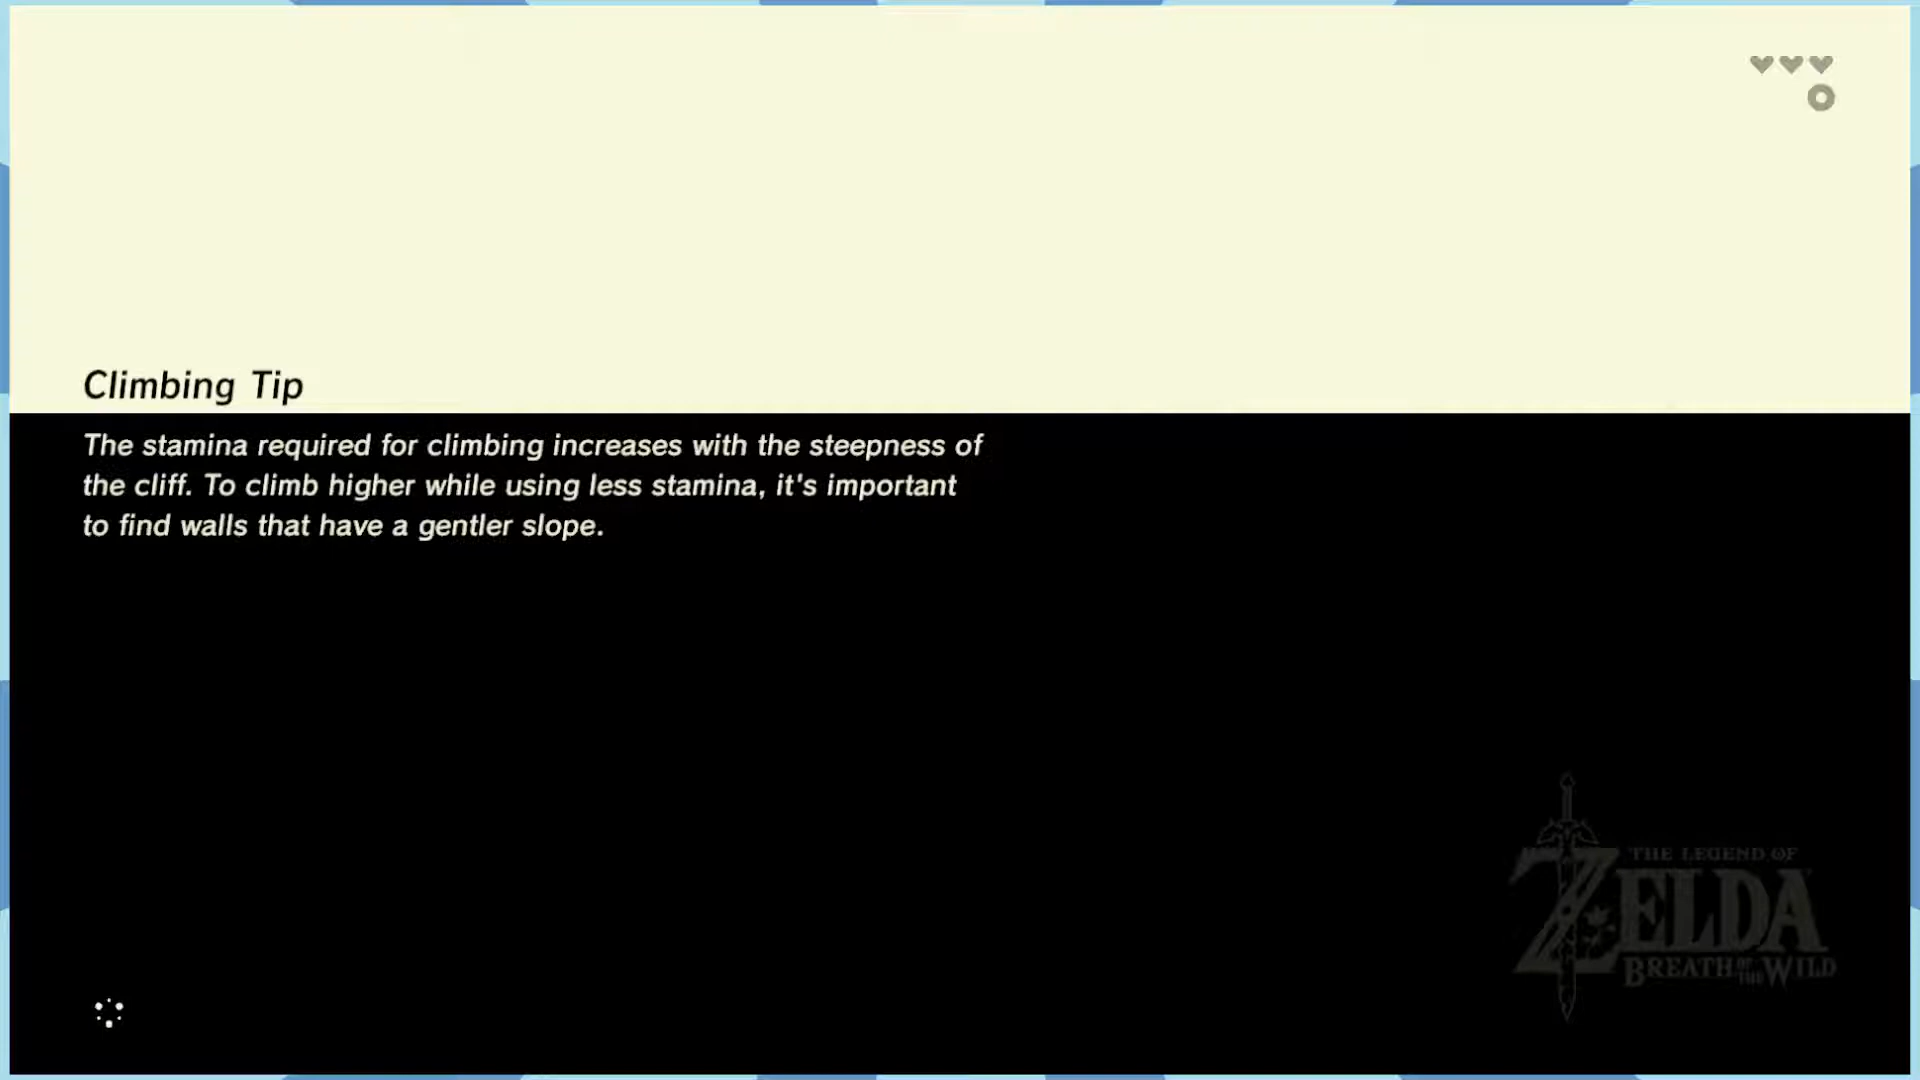 Climbing Tip
The stamina required for climbing increases with the steepness of
the cliff. To climb higher while using less stamina, it's important
to find walls that have a gentler slope.
THE LEGEND OF
ZELDA
BREATH OF THE WILD